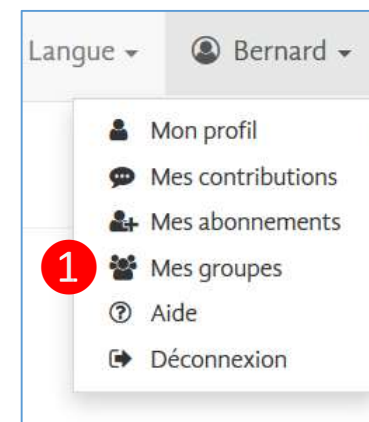 Langue Bernard
Mon profil
Mes contributions
Mes abonnements
1 Mes groupes
Aide
Déconnexion